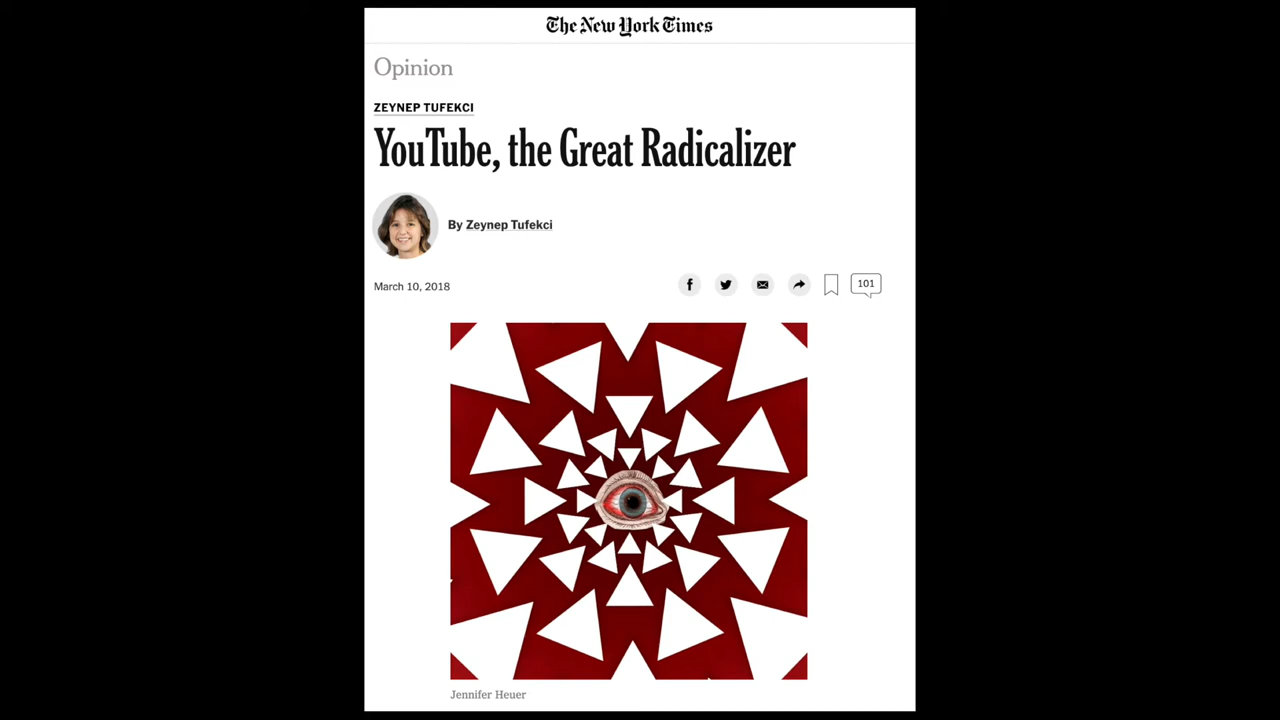 The New York Times
Opinion
ZEYNEP TUFEKCI
YouTube, the Great Radicalizer
By Zeynep Tufekci
March 10, 2018
101
Jennifer Heuer